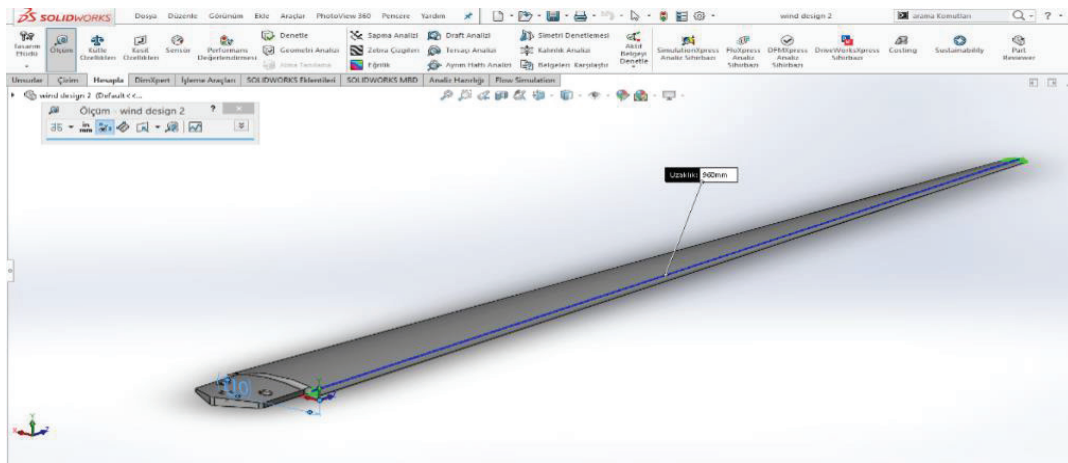 SOLIDWORKS Dosya Düzenle Görünüm Ekle Araçlar PhotoView 360 Pencere Yardım wind design 2 arama Komutları
Tasarım Etüdü Ölçüm Kütle Özellikleri Kesit Özellikleri Sensör Performans Değerlendirmesi
Denetle
Geometri Analizi
Sapma Analizi
Zebra Çizgileri
Eğrilik
Draft Analizi
Tersaçı Analizi
Ayrım Hattı Analizi
Simetri Denetlemesi
Kalınlık Analizi
Belgeleri Karşılaştır
Aktif Belgeyi Denetle
SimulationXpress Analiz Sihirbazı
FloXpress Analiz Sihirbazı
DFMXpress Analiz Sihirbazı
DriveWorksXpress Sihirbazı
Costing
Sustainability
Part Reviewer
Unsurlar Çizim Hesapla DimXpert İşleme Araçları SOLIDWORKS Eklentileri SOLIDWORKS MBD Analiz Hazırlığı Flow Simulation
wind design 2 (Default<<...
Ölçüm - wind design 2
Uzaklık: 960mm